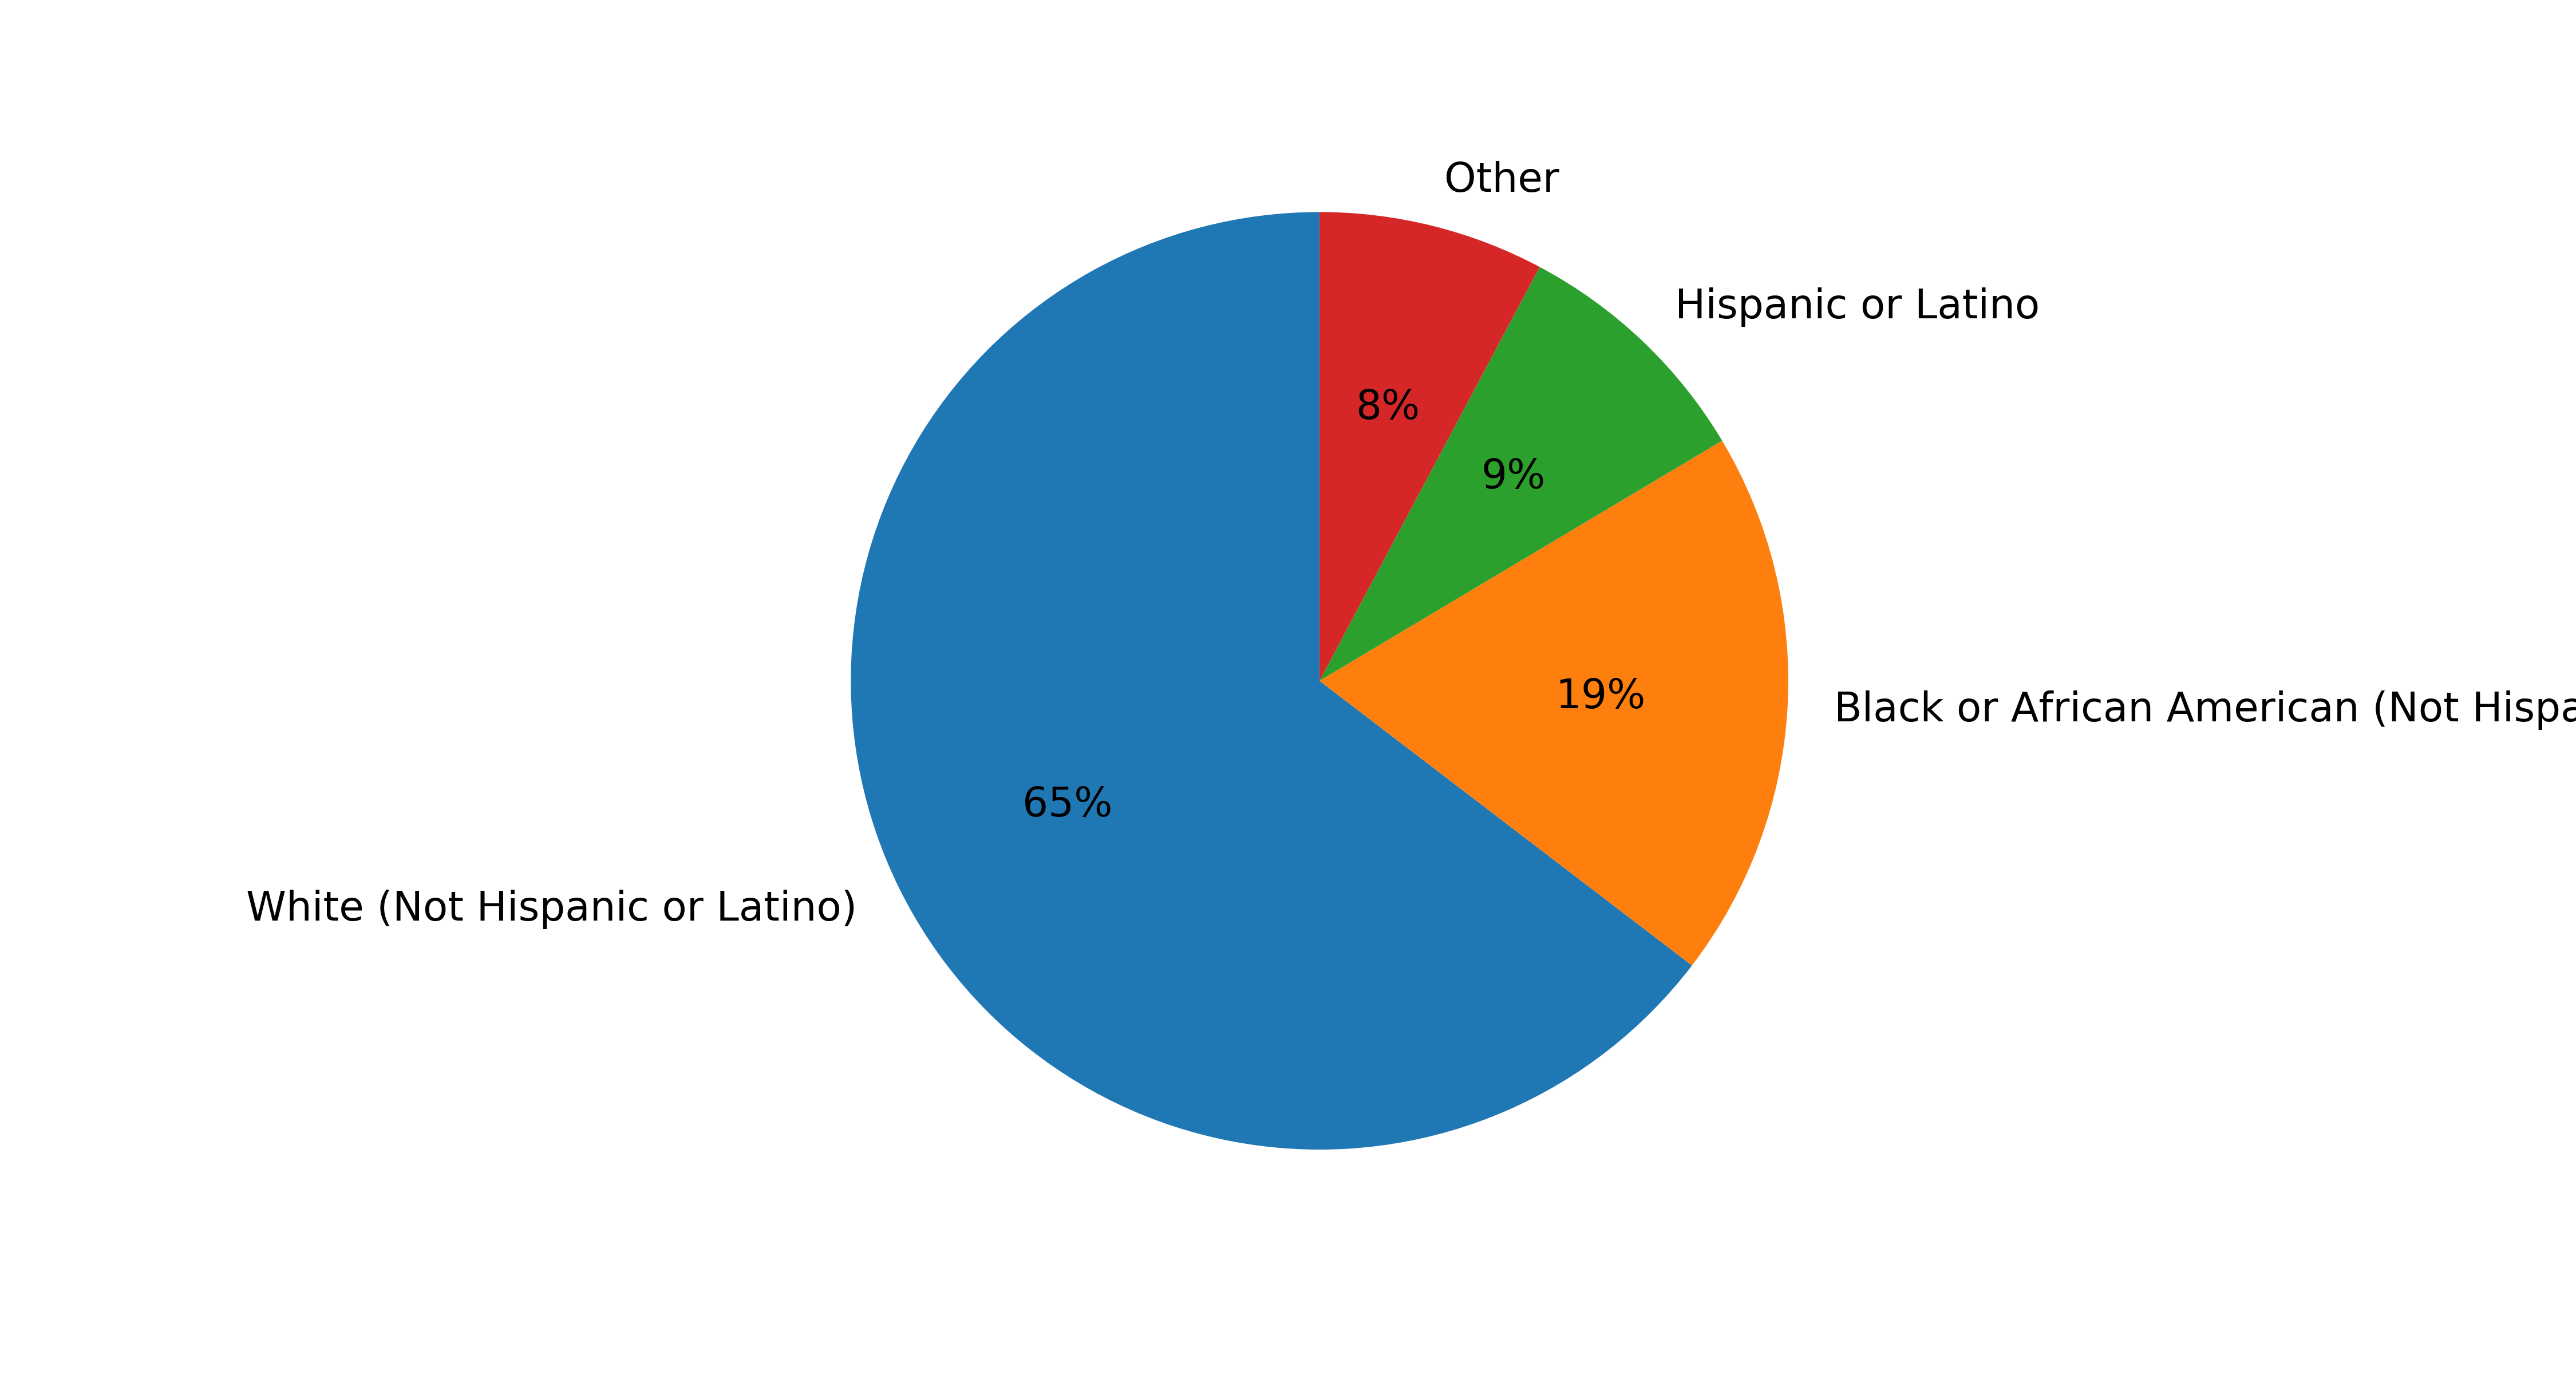 Other
Hispanic or Latino
8%
9%
19%
Black or African American (Not Hispa
65%
White (Not Hispanic or Latino)